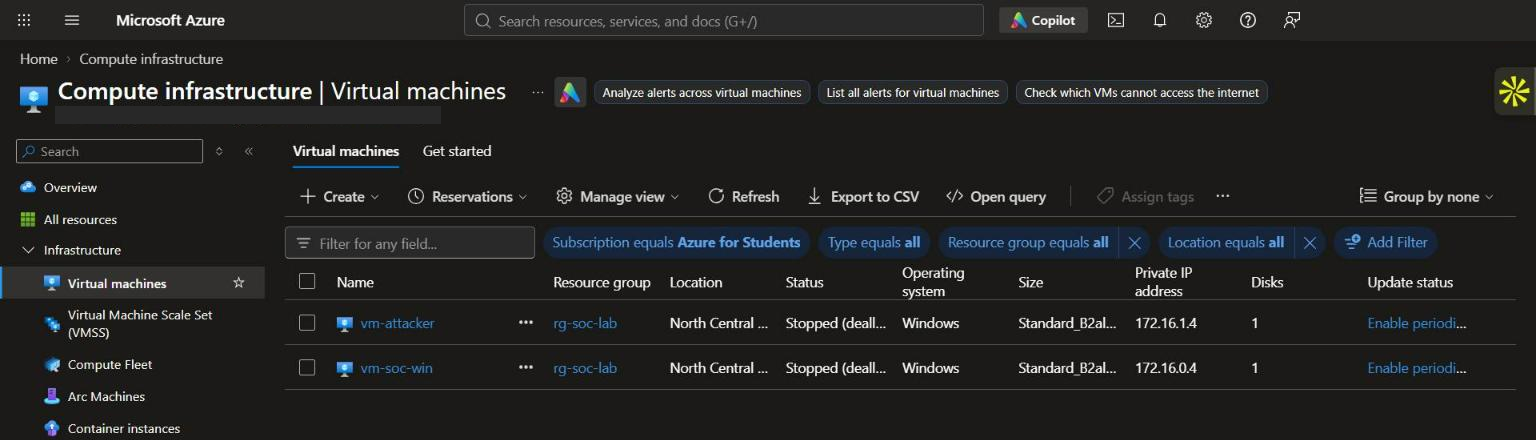 Microsoft Azure
Search resources, services, and docs (G+/)
Copilot
Home > Compute infrastructure
Compute infrastructure | Virtual machines
...
Analyze alerts across virtual machines
List all alerts for virtual machines
Check which VMs cannot access the internet
Search
Overview
All resources
Infrastructure
Virtual machines
Virtual Machine Scale Set
(VMSS)
Compute Fleet
Arc Machines
Container instances
Virtual machines Get started
Create Reservations Manage view Refresh Export to CSV Open query Assign tags ... Group by none
Filter for any field... Subscription equals Azure for Students Type equals all Resource group equals all Location equals all Add Filter
Name Resource group Location Status Operating system Size Private IP address Disks Update status
vm-attacker ... rg-soc-lab North Central ... Stopped (deall... Windows Standard_B2al... 172.16.1.4 1 Enable periodi...
vm-soc-win ... rg-soc-lab North Central ... Stopped (deall... Windows Standard_B2al... 172.16.0.4 1 Enable periodi...